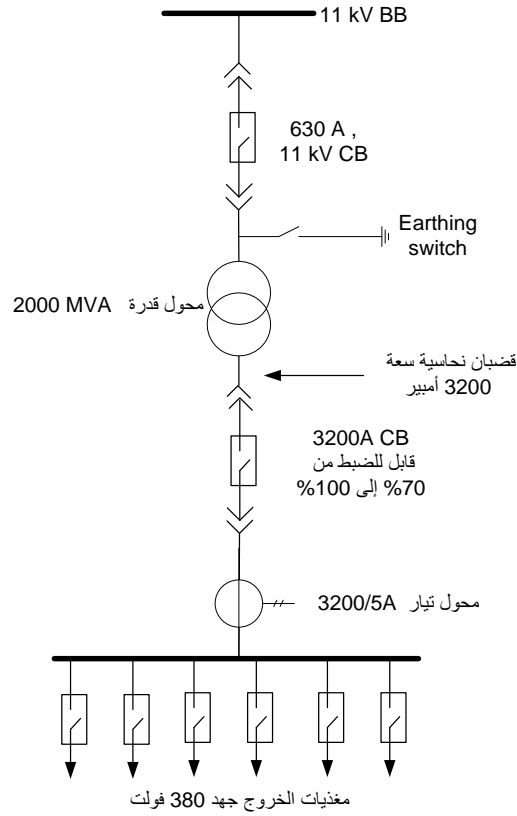 11 kV BB
630 A ,
11 kV CB
Earthing
switch
محول قدرة 2000 MVA
قضبان نحاسية سعة
3200 أمبير
3200A CB
قابل للضبط من
70% إلى 100%
محول تيار 3200/5A
مغذيات الخروج جهد 380 فولت